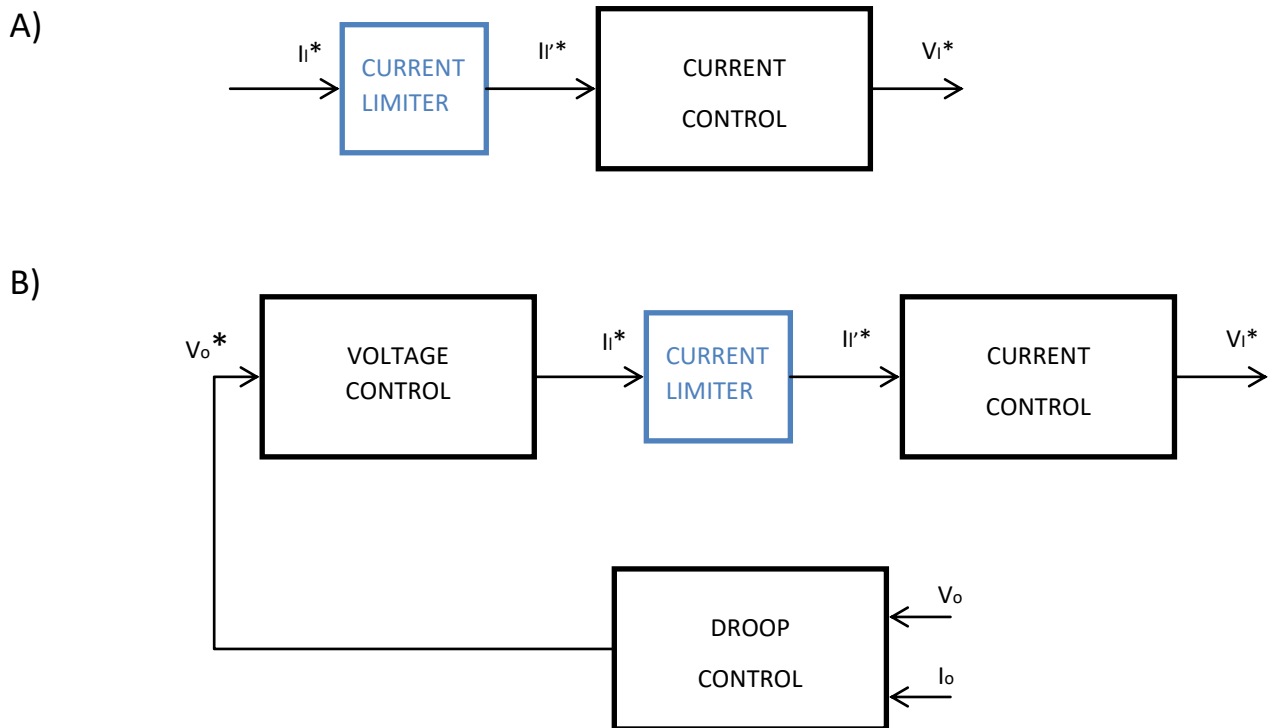 A)
Il*
CURRENT
LIMITER
Il’*
CURRENT
CONTROL
Vl*
B)
Vo*
VOLTAGE
CONTROL
Il*
CURRENT
LIMITER
Il’*
CURRENT
CONTROL
Vl*
DROOP
CONTROL
Vo
Io